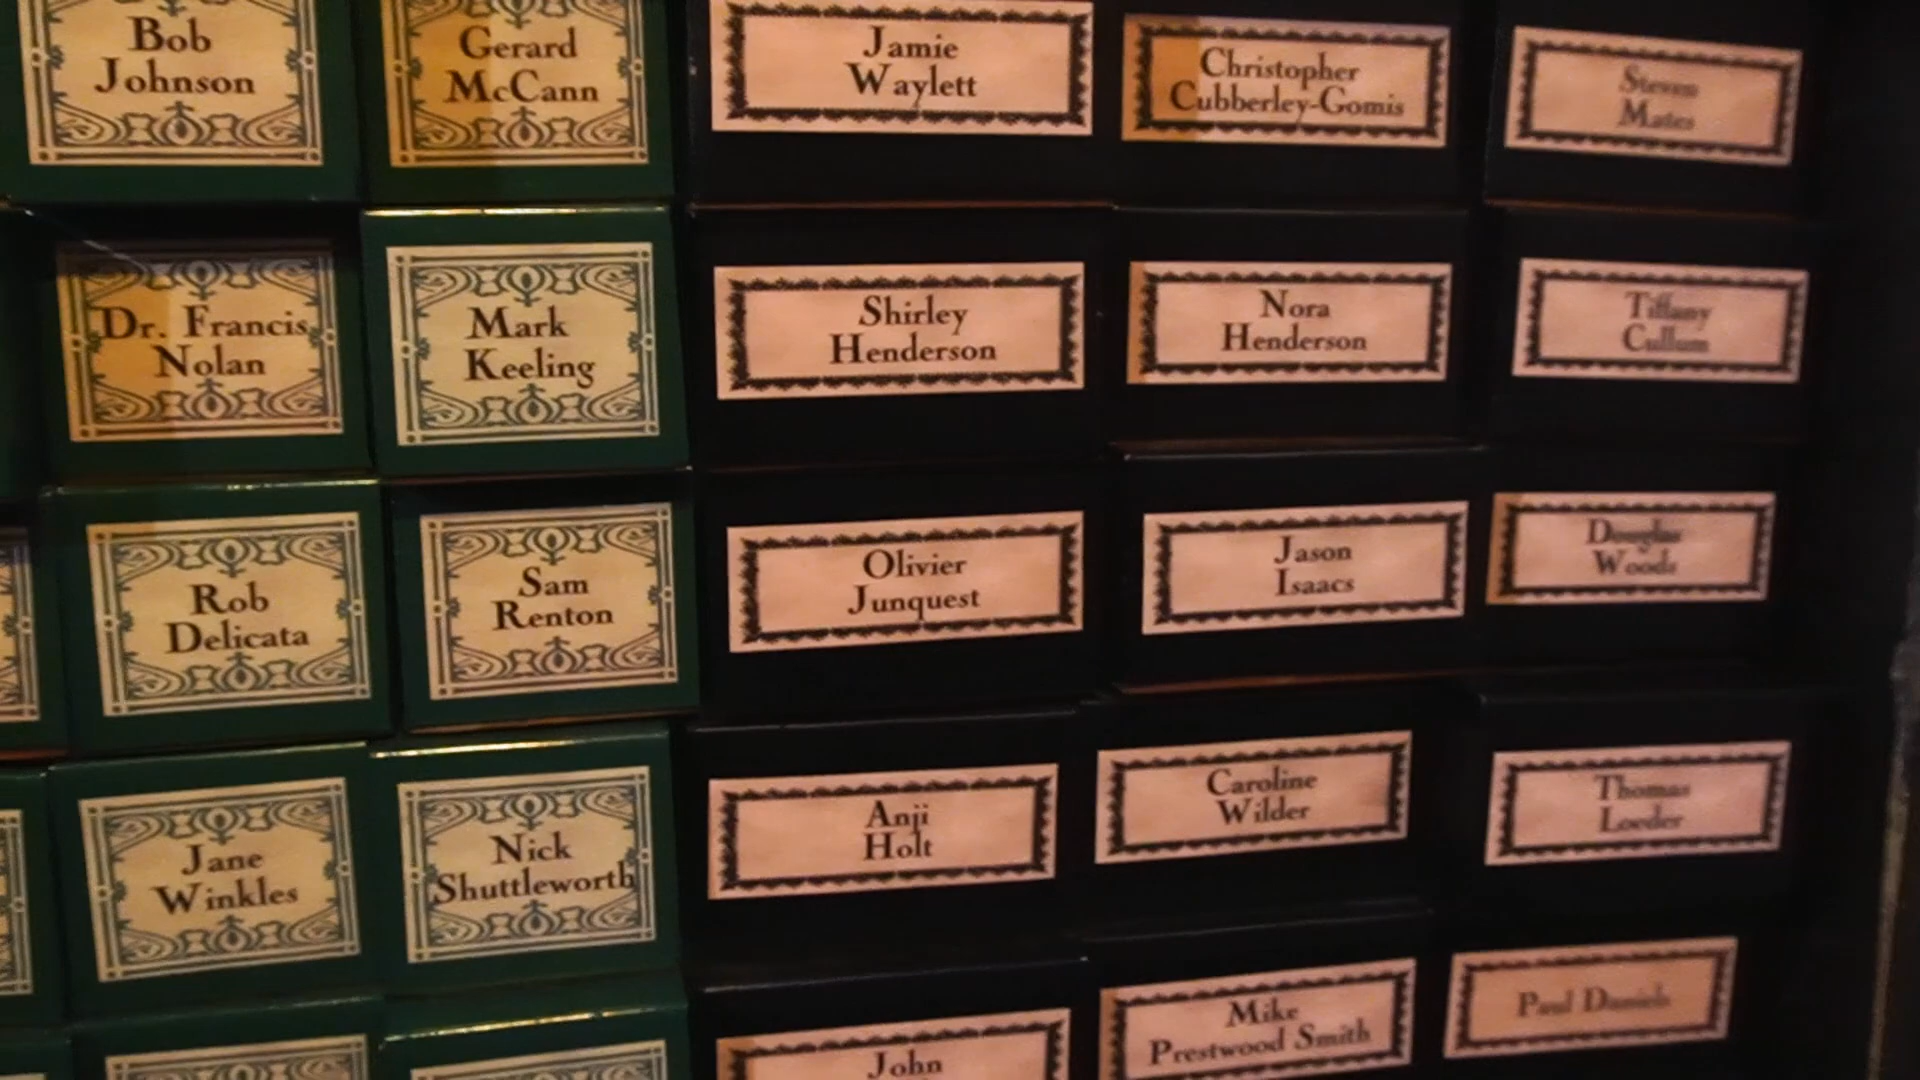 Bob
Johnson
Gerard
McCann
Jamie
Waylett
Christopher
Cubberley-Gomis
Steven
Mates
Dr. Francis
Nolan
Mark
Keeling
Shirley
Henderson
Nora
Henderson
Tiffany
Cullum
Rob
Delicata
Sam
Renton
Olivier
Junquest
Jason
Isaacs
Douglas
Woods
Jane
Winkles
Nick
Shuttleworth
Anji
Holt
Caroline
Wilder
Thomas
Loeder
John
Mike
Prestwood Smith
Paul Daniels